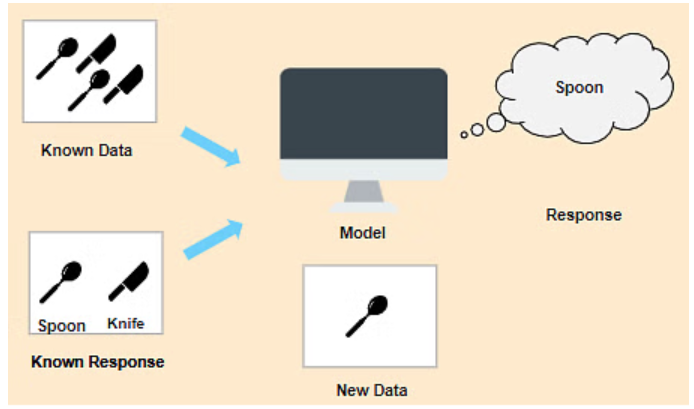 Known Data
Spoon
Response
Model
Spoon
Knife
Known Response
New Data